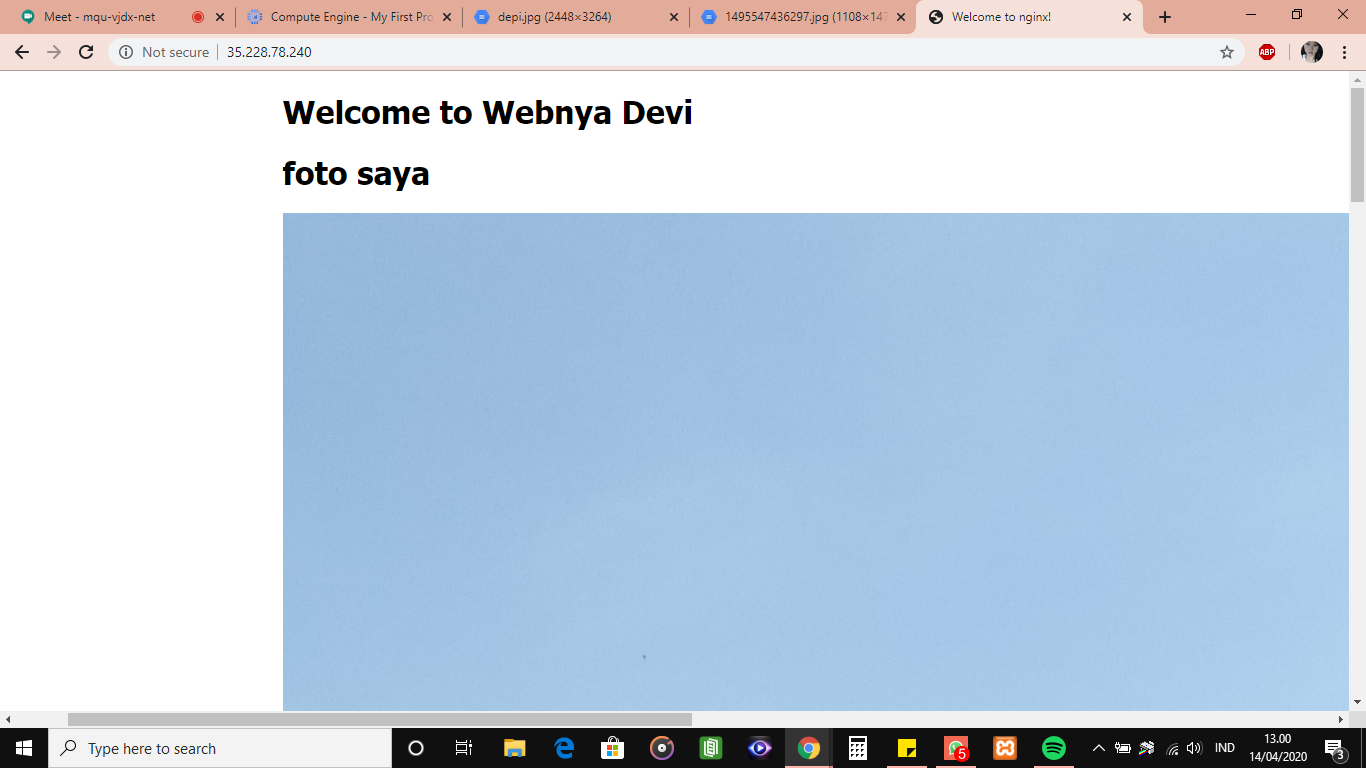 Meet - mqu-vjdx-net
Compute Engine - My First Pro
depi.jpg (2448×3264)
1495547436297.jpg (1108×147
Welcome to nginx!
Not secure
35.228.78.240
ABP
Welcome to Webnya Devi
foto saya
Type here to search
5
IND
13.00
14/04/2020
3